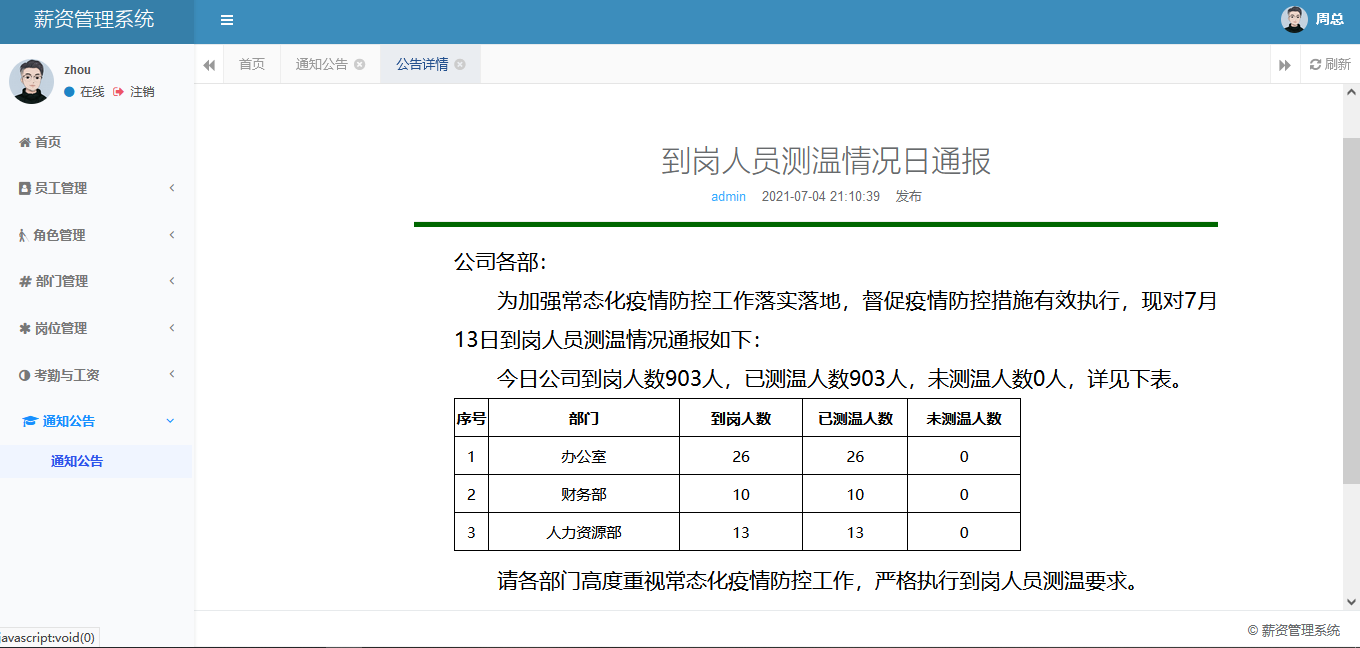 薪资管理系统
周总
zhou
在线 注销
首页 通知公告 公告详情 刷新
首页
员工管理
角色管理
部门管理
岗位管理
考勤与工资
通知公告
通知公告
到岗人员测温情况日通报
admin 2021-07-04 21:10:39 发布
公司各部：
为加强常态化疫情防控工作落实落地，督促疫情防控措施有效执行，现对7月
13日到岗人员测温情况通报如下：
今日公司到岗人数903人，已测温人数903人，未测温人数0人，详见下表。
序号 部门 到岗人数 已测温人数 未测温人数
1 办公室 26 26 0
2 财务部 10 10 0
3 人力资源部 13 13 0
请各部门高度重视常态化疫情防控工作，严格执行到岗人员测温要求。
© 薪资管理系统
javascript:void(0)